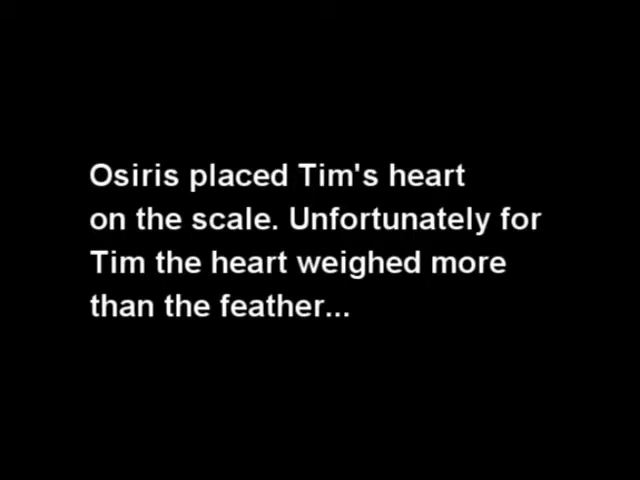 Osiris placed Tim's heart
on the scale. Unfortunately for
Tim the heart weighed more
than the feather...